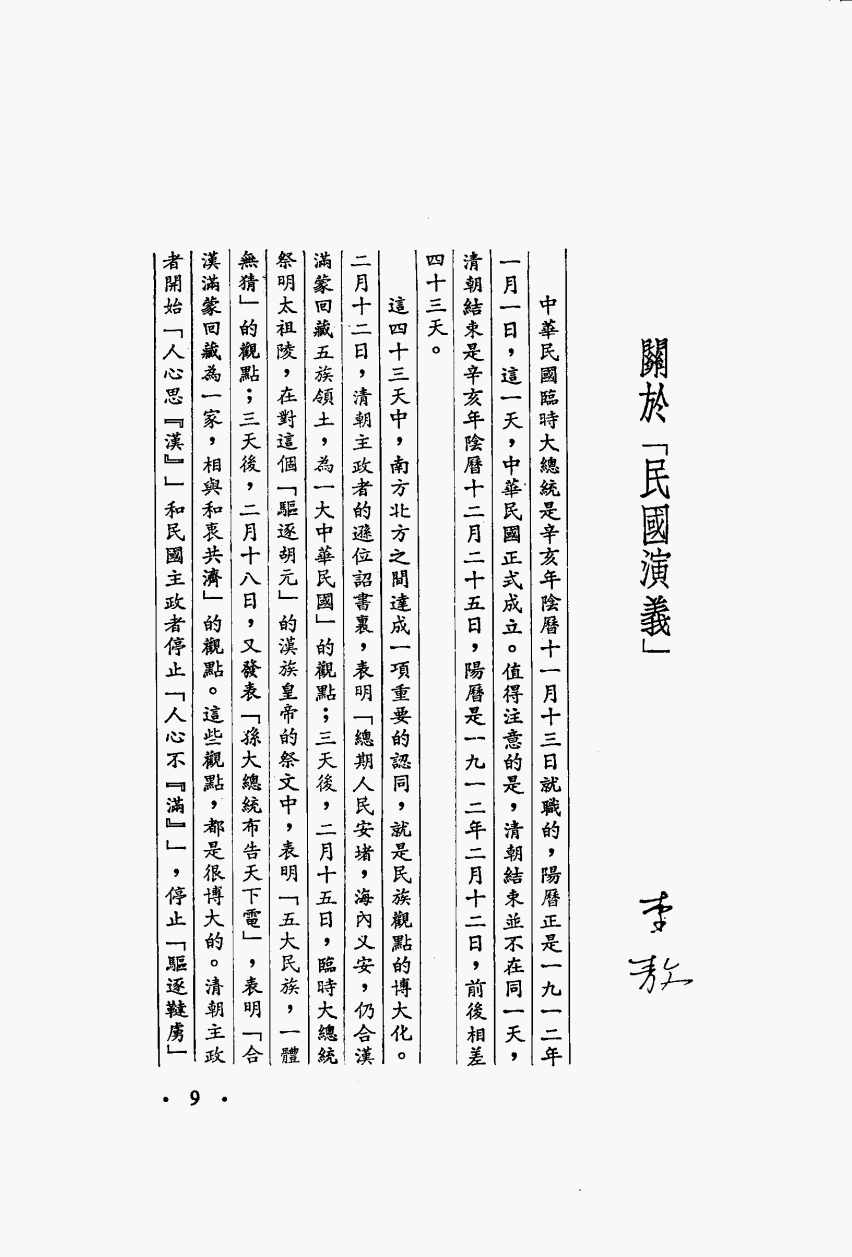 關於「民國演義」
李敖
中華民國臨時大總統是辛亥年陰曆十一月十三日就職的，陽曆正是一九一二年
一月一日，這一天，中華民國正式成立。值得注意的是，清朝結束並不在同一天，
清朝結束是辛亥年陰曆十二月二十五日，陽曆是一九一二年二月十二日，前後相差
四十三天。
這四十三天中，南方北方之間達成一項重要的認同，就是民族觀點的博大化。
二月十二日，清朝主政者的遜位詔書裏，表明「總期人民安堵，海內乂安，仍合漢
滿蒙回藏五族領土，為一大中華民國」的觀點；三天後，二月十五日，臨時大總統
祭明太祖陵，在對這個「驅逐胡元」的漢族皇帝的祭文中，表明「五大民族，一體
無猜」的觀點；三天後，二月十八日，又發表「孫大總統布告天下電」，表明「合
漢滿蒙回藏為一家，相與和衷共濟」的觀點。這些觀點，都是很博大的。清朝主政
者開始「人心思『漢』」和民國主政者停止「人心不『滿』」，停止「驅逐韃虜」
• 9 •